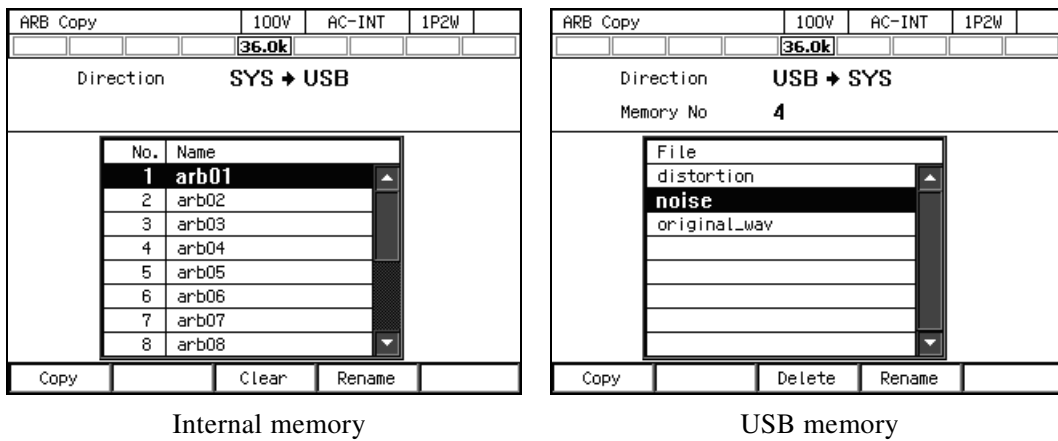 ARB Copy 100V AC-INT 1P2W
36.0k
Direction SYS → USB
No. Name
1 arb01
2 arb02
3 arb03
4 arb04
5 arb05
6 arb06
7 arb07
8 arb08
Copy Clear Rename
Internal memory
ARB Copy 100V AC-INT 1P2W
36.0k
Direction USB → SYS
Memory No 4
File
distortion
noise
original_wav
Copy Delete Rename
USB memory